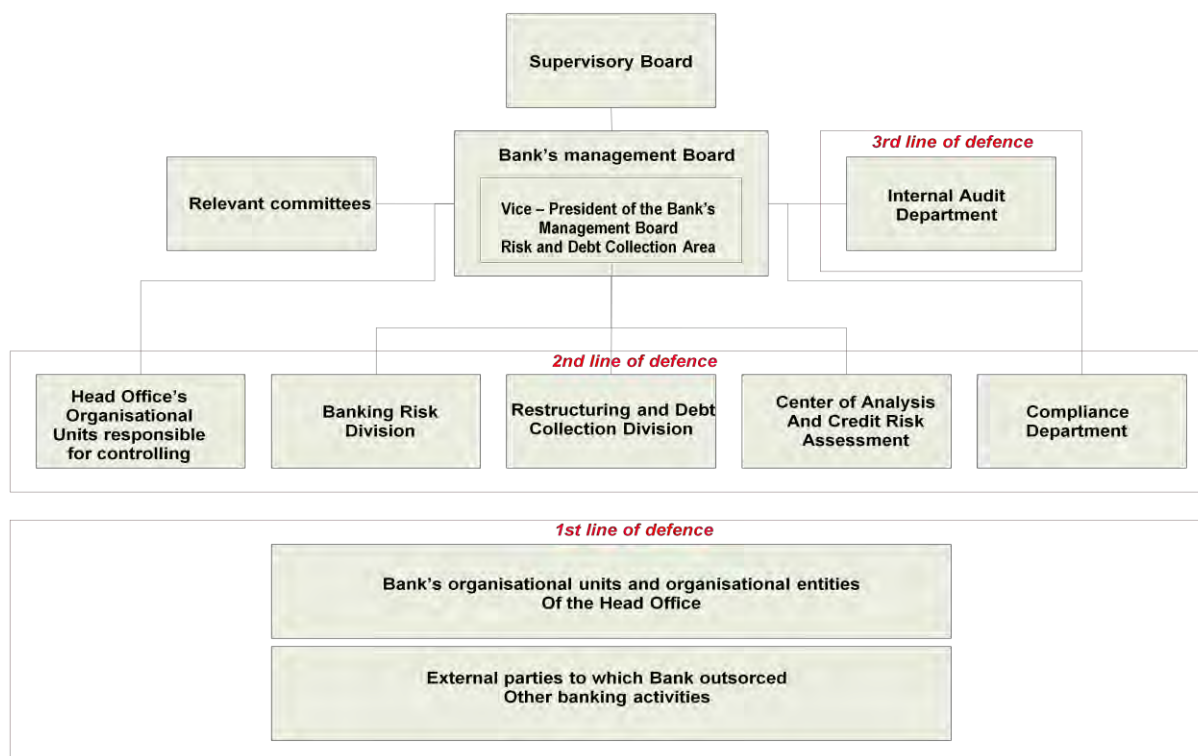 Supervisory Board
Bank's management Board
Vice – President of the Bank's
Management Board
Risk and Debt Collection Area
Relevant committees
3rd line of defence
Internal Audit
Department
2nd line of defence
Head Office's
Organisational
Units responsible
for controlling
Banking Risk
Division
Restructuring and Debt
Collection Division
Center of Analysis
And Credit Risk
Assessment
Compliance
Department
1st line of defence
Bank's organisational units and organisational entities
Of the Head Office
External parties to which Bank outsorced
Other banking activities